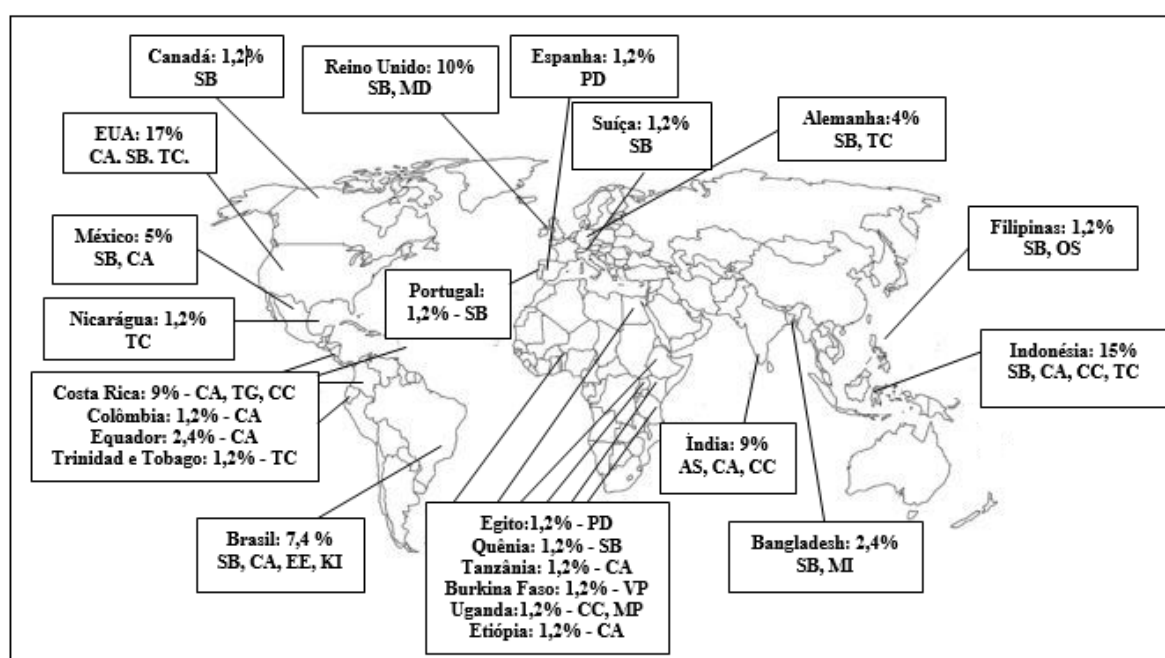 Canadá: 1,2%
SB
Reino Unido: 10%
SB, MD
Espanha: 1,2%
PD
Suíça: 1,2%
SB
Alemanha:4%
SB, TC
EUA: 17%
CA. SB. TC.
México: 5%
SB, CA
Filipinas: 1,2%
SB, OS
Portugal:
1,2% - SB
Nicarágua: 1,2%
TC
Indonésia: 15%
SB, CA, CC, TC
Costa Rica: 9% - CA, TG, CC
Colômbia: 1,2% - CA
Equador: 2,4% - CA
Trinidad e Tobago: 1,2% - TC
Índia: 9%
AS, CA, CC
Brasil: 7,4 %
SB, CA, EE, KI
Egito:1,2% - PD
Quênia: 1,2% - SB
Tanzânia: 1,2% - CA
Burkina Faso: 1,2% - VP
Uganda:1,2% - CC, MP
Etiópia: 1,2% - CA
Bangladesh: 2,4%
SB, MI